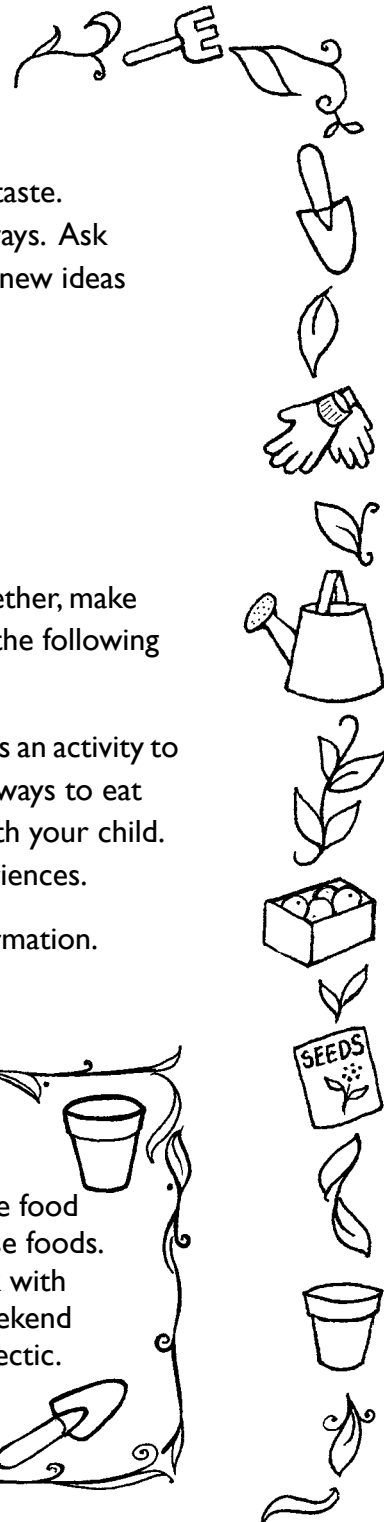 taste.
ays. Ask
new ideas
ether, make
the following
s an activity to
ways to eat
th your child.
iences.
rmation.
SEEDS
e food
se foods.
with
ekend
ectic.